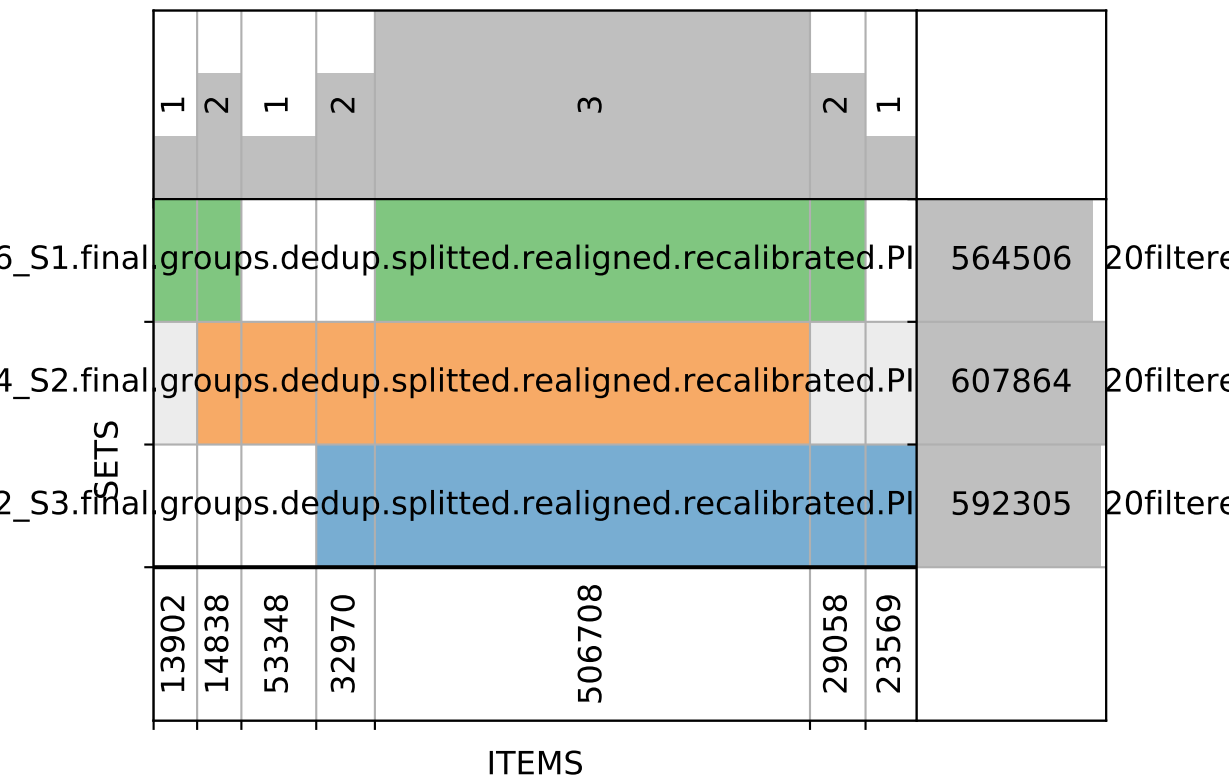 1 2 1 2 3 2 1
6_S1.final.groups.dedup.splitted.realigned.recalibrated.PI 564506 20filtere
4_S2.final.groups.dedup.splitted.realigned.recalibrated.PI 607864 20filtere
SETS
2_S3.final.groups.dedup.splitted.realigned.recalibrated.PI 592305 20filtere
13902 14838 53348 32970 506708 29058 23569
ITEMS